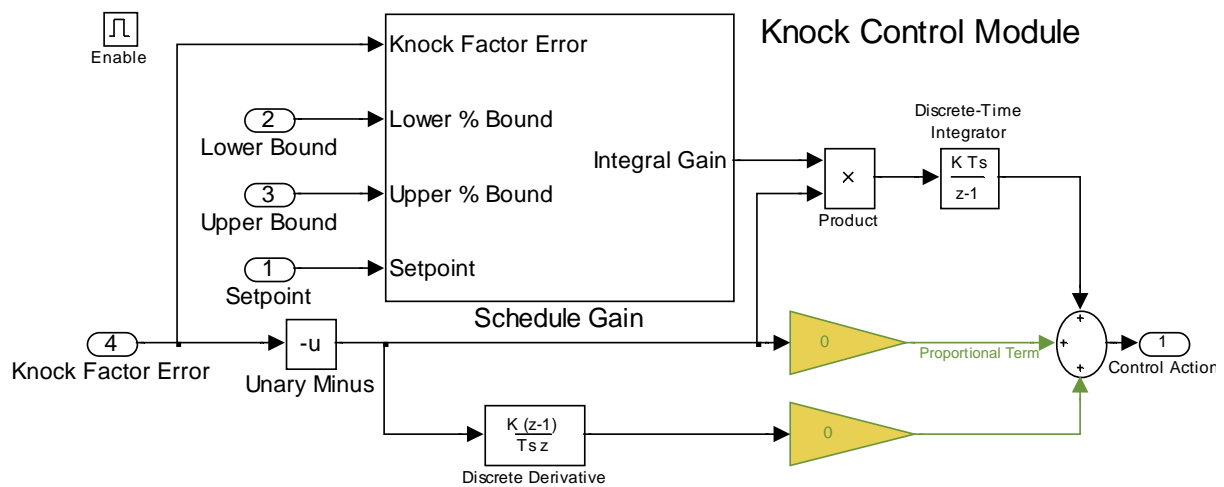 Knock Control Module
Enable
Knock Factor Error
2
Lower Bound
Lower % Bound
3
Upper Bound
Upper % Bound
1
Setpoint
Setpoint
Integral Gain
Schedule Gain
×
Product
Discrete-Time
Integrator
K Ts
z-1
4
Knock Factor Error
-u
Unary Minus
0
Proportional Term
+
+
+
1
Control Action
K (z-1)
Ts z
Discrete Derivative
0